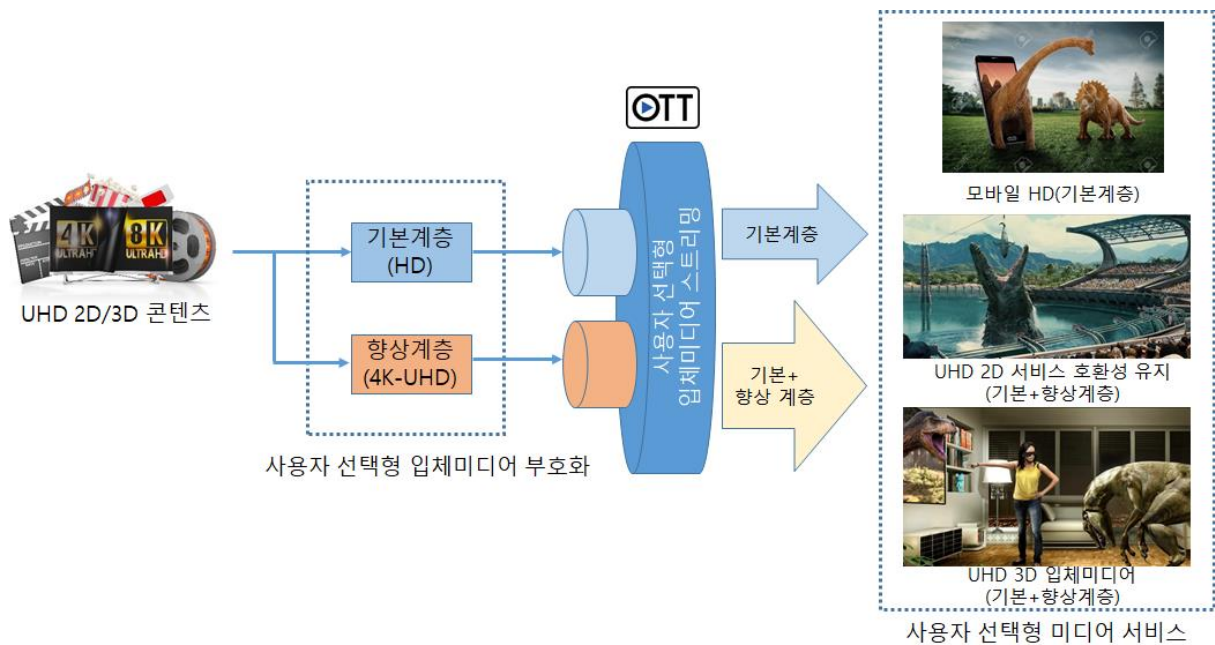 4K
ULTRAHD
8K
ULTRAHD
UHD 2D/3D 콘텐츠
기본계층
(HD)
향상계층
(4K-UHD)
사용자 선택형 입체미디어 부호화
OTT
사용자 선택형
입체미디어 스트리밍
기본계층
기본+
향상 계층
모바일 HD(기본계층)
UHD 2D 서비스 호환성 유지
(기본+향상계층)
UHD 3D 입체미디어
(기본+향상계층)
사용자 선택형 미디어 서비스